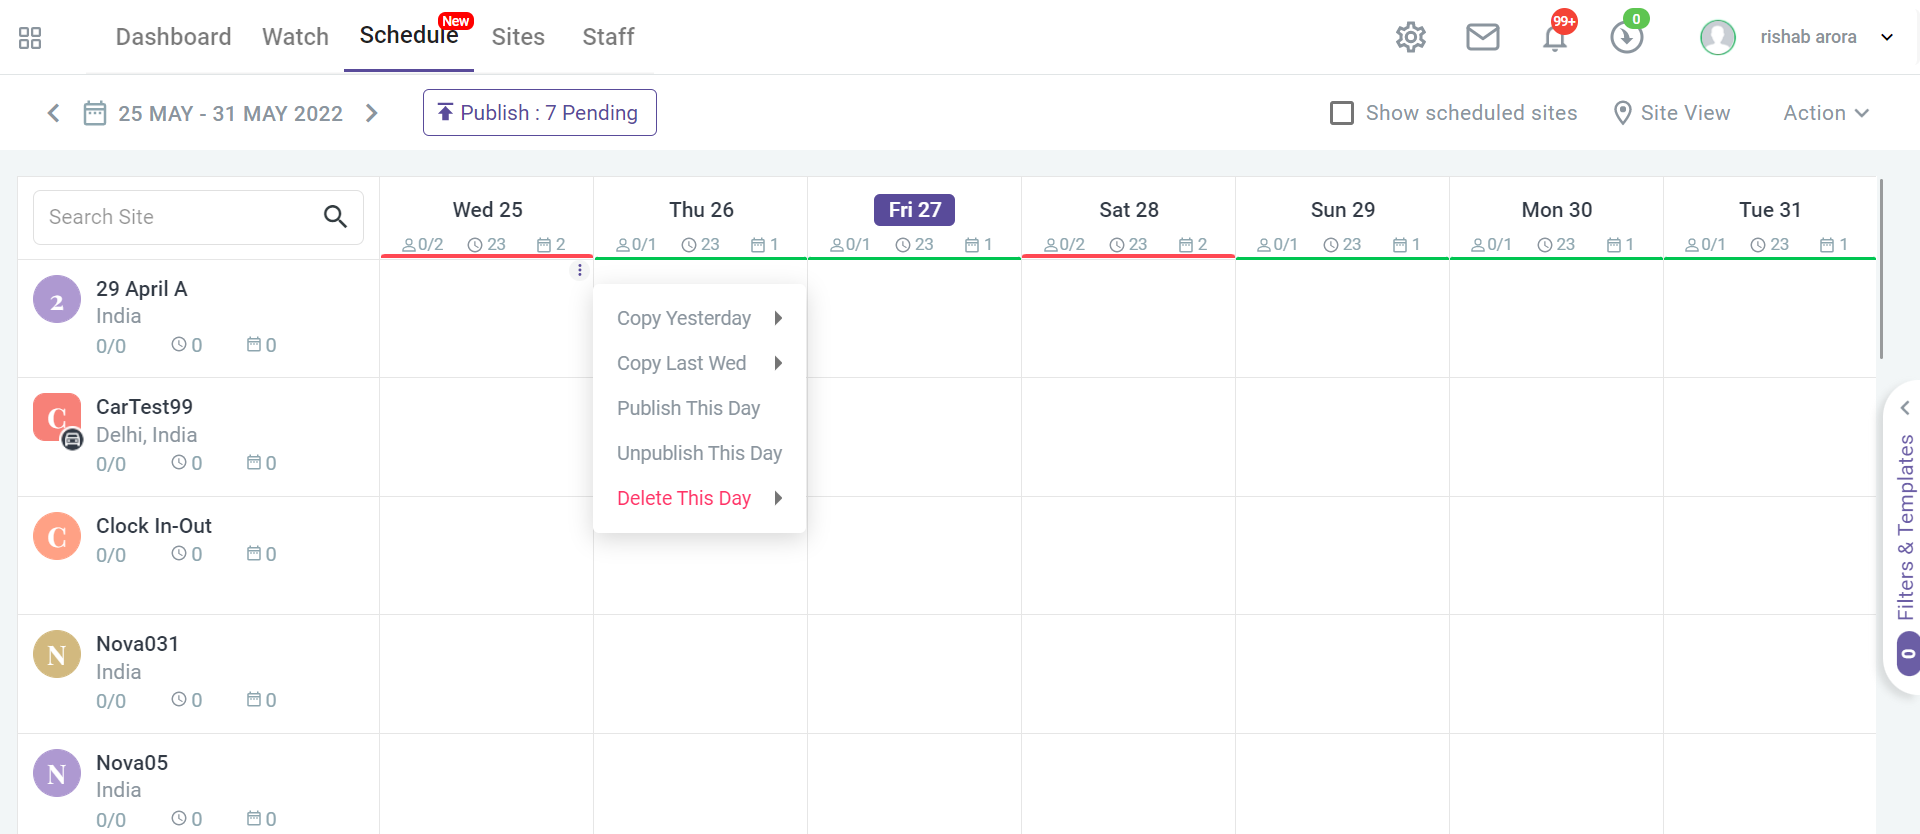 Dashboard Watch Schedule New Sites Staff 99+ 0 rishab arora
25 MAY - 31 MAY 2022 Publish : 7 Pending Show scheduled sites Site View Action
Search Site Wed 25 Thu 26 Fri 27 Sat 28 Sun 29 Mon 30 Tue 31
0/2 23 2 0/1 23 1 0/1 23 1 0/2 23 2 0/1 23 1 0/1 23 1 0/1 23 1
2 29 April A
India
0/0 0 0
C CarTest99
Delhi, India
0/0 0 0
C Clock In-Out
0/0 0 0
N Nova031
India
0/0 0 0
N Nova05
India
0/0 0 0
Copy Yesterday
Copy Last Wed
Publish This Day
Unpublish This Day
Delete This Day
Filters & Templates
0